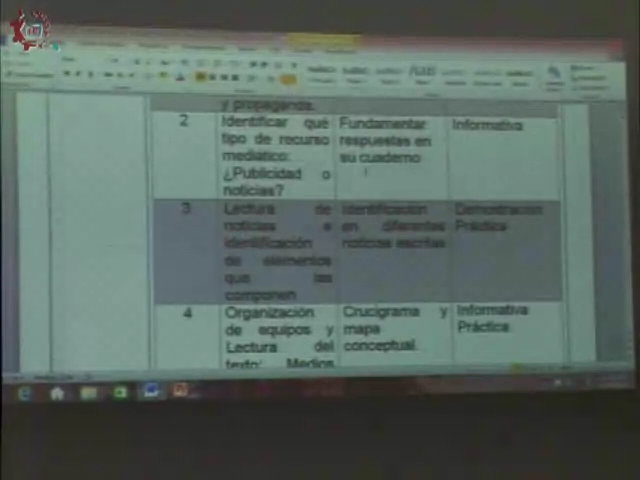 y propaganda.
2
Identificar qué
tipo de recurso
mediático:
¿Publicidad o
noticias?
Fundamentar
respuestas en
su cuaderno
Informativa
3
Lectura de
noticias e
identificación
de elementos
que las
componen
Identificación
en diferentes
noticias escritas
Demostración
Práctica
4
Organización
de equipos y
Lectura del
texto: Medios
Crucigrama y
mapa
conceptual.
Informativa
Práctica